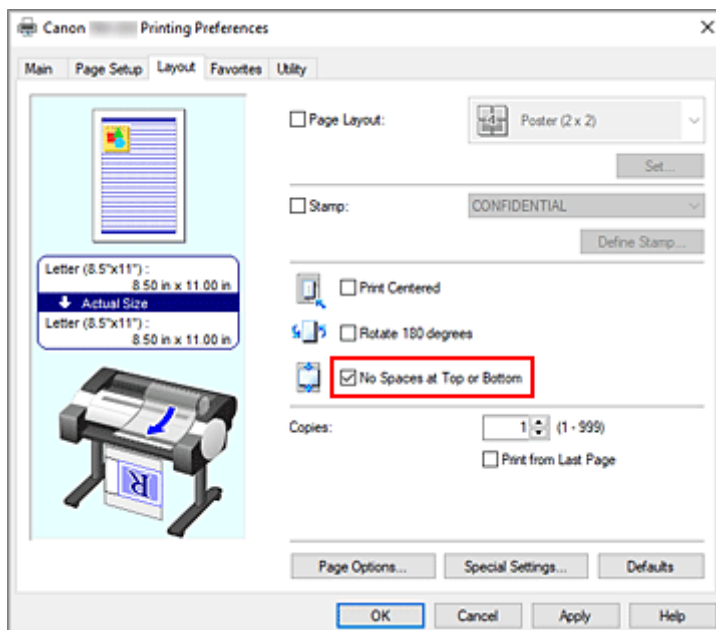 Canon Printing Preferences
Main Page Setup Layout Favorites Utility
Page Layout: Poster (2 x 2)
Set...
Stamp: CONFIDENTIAL
Define Stamp...
Letter (8.5"x11") :
8.50 in x 11.00 in
Actual Size
Letter (8.5"x11") :
8.50 in x 11.00 in
Print Centered
Rotate 180 degrees
No Spaces at Top or Bottom
Copies: 1 (1 - 999)
Print from Last Page
R
Page Options... Special Settings... Defaults
OK Cancel Apply Help